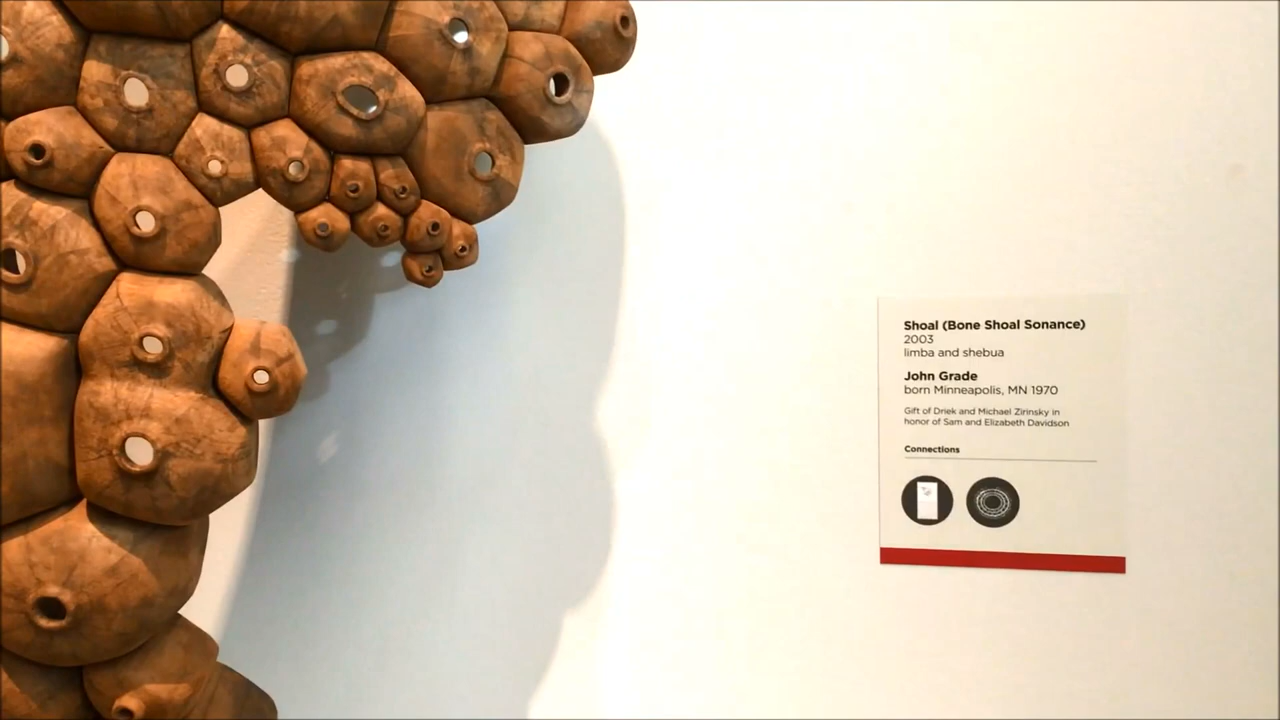 Shoal (Bone Shoal Sonance)
2003
limba and shebua
John Grade
born Minneapolis, MN 1970
Gift of Driek and Michael Zirinsky in
honor of Sam and Elizabeth Davidson
Connections